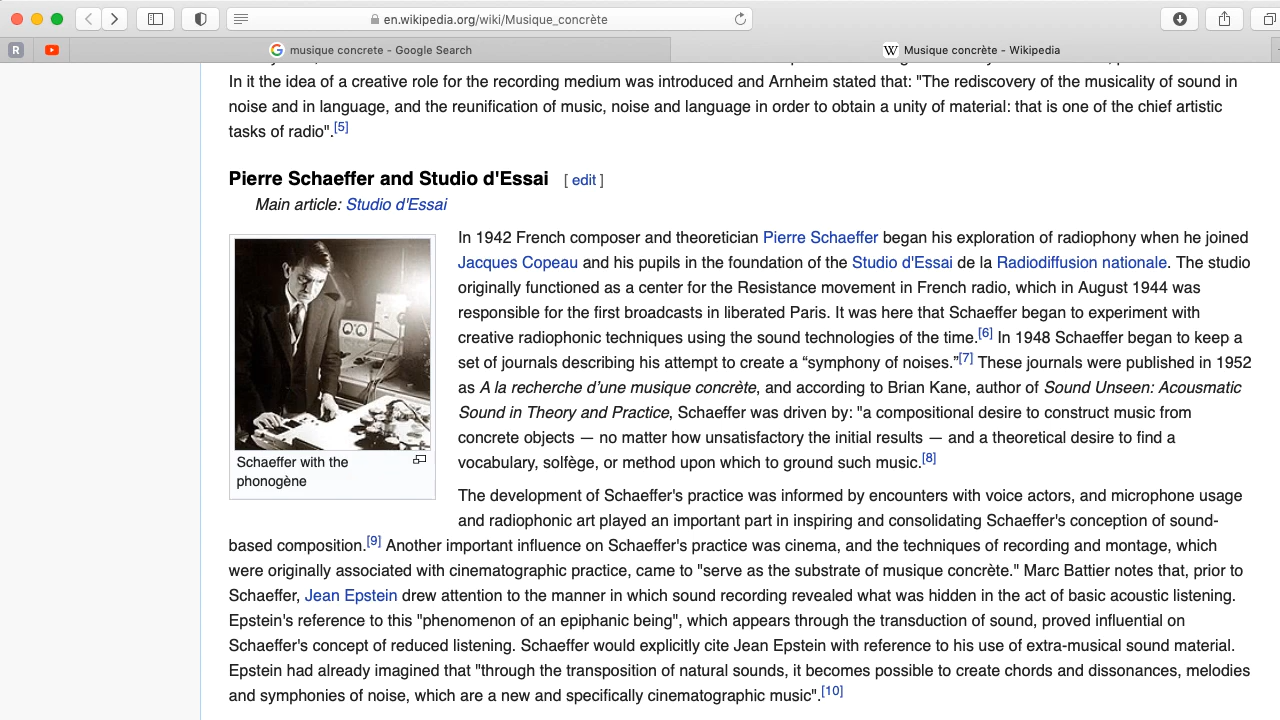 en.wikipedia.org/wiki/Musique_concrète
R
musique concrete - Google Search
W Musique concrète - Wikipedia
In it the idea of a creative role for the recording medium was introduced and Arnheim stated that: "The rediscovery of the musicality of sound in
noise and in language, and the reunification of music, noise and language in order to obtain a unity of material: that is one of the chief artistic
tasks of radio".[5]
Pierre Schaeffer and Studio d'Essai [ edit ]
Main article: Studio d'Essai
In 1942 French composer and theoretician Pierre Schaeffer began his exploration of radiophony when he joined
Jacques Copeau and his pupils in the foundation of the Studio d'Essai de la Radiodiffusion nationale. The studio
originally functioned as a center for the Resistance movement in French radio, which in August 1944 was
responsible for the first broadcasts in liberated Paris. It was here that Schaeffer began to experiment with
creative radiophonic techniques using the sound technologies of the time.[6] In 1948 Schaeffer began to keep a
set of journals describing his attempt to create a “symphony of noises.”[7] These journals were published in 1952
as A la recherche d’une musique concrète, and according to Brian Kane, author of Sound Unseen: Acousmatic
Sound in Theory and Practice, Schaeffer was driven by: "a compositional desire to construct music from
concrete objects — no matter how unsatisfactory the initial results — and a theoretical desire to find a
vocabulary, solfège, or method upon which to ground such music.[8]
Schaeffer with the
phonogène
The development of Schaeffer's practice was informed by encounters with voice actors, and microphone usage
and radiophonic art played an important part in inspiring and consolidating Schaeffer's conception of sound-
based composition.[9] Another important influence on Schaeffer's practice was cinema, and the techniques of recording and montage, which
were originally associated with cinematographic practice, came to "serve as the substrate of musique concrète." Marc Battier notes that, prior to
Schaeffer, Jean Epstein drew attention to the manner in which sound recording revealed what was hidden in the act of basic acoustic listening.
Epstein's reference to this "phenomenon of an epiphanic being", which appears through the transduction of sound, proved influential on
Schaeffer's concept of reduced listening. Schaeffer would explicitly cite Jean Epstein with reference to his use of extra-musical sound material.
Epstein had already imagined that "through the transposition of natural sounds, it becomes possible to create chords and dissonances, melodies
and symphonies of noise, which are a new and specifically cinematographic music".[10]